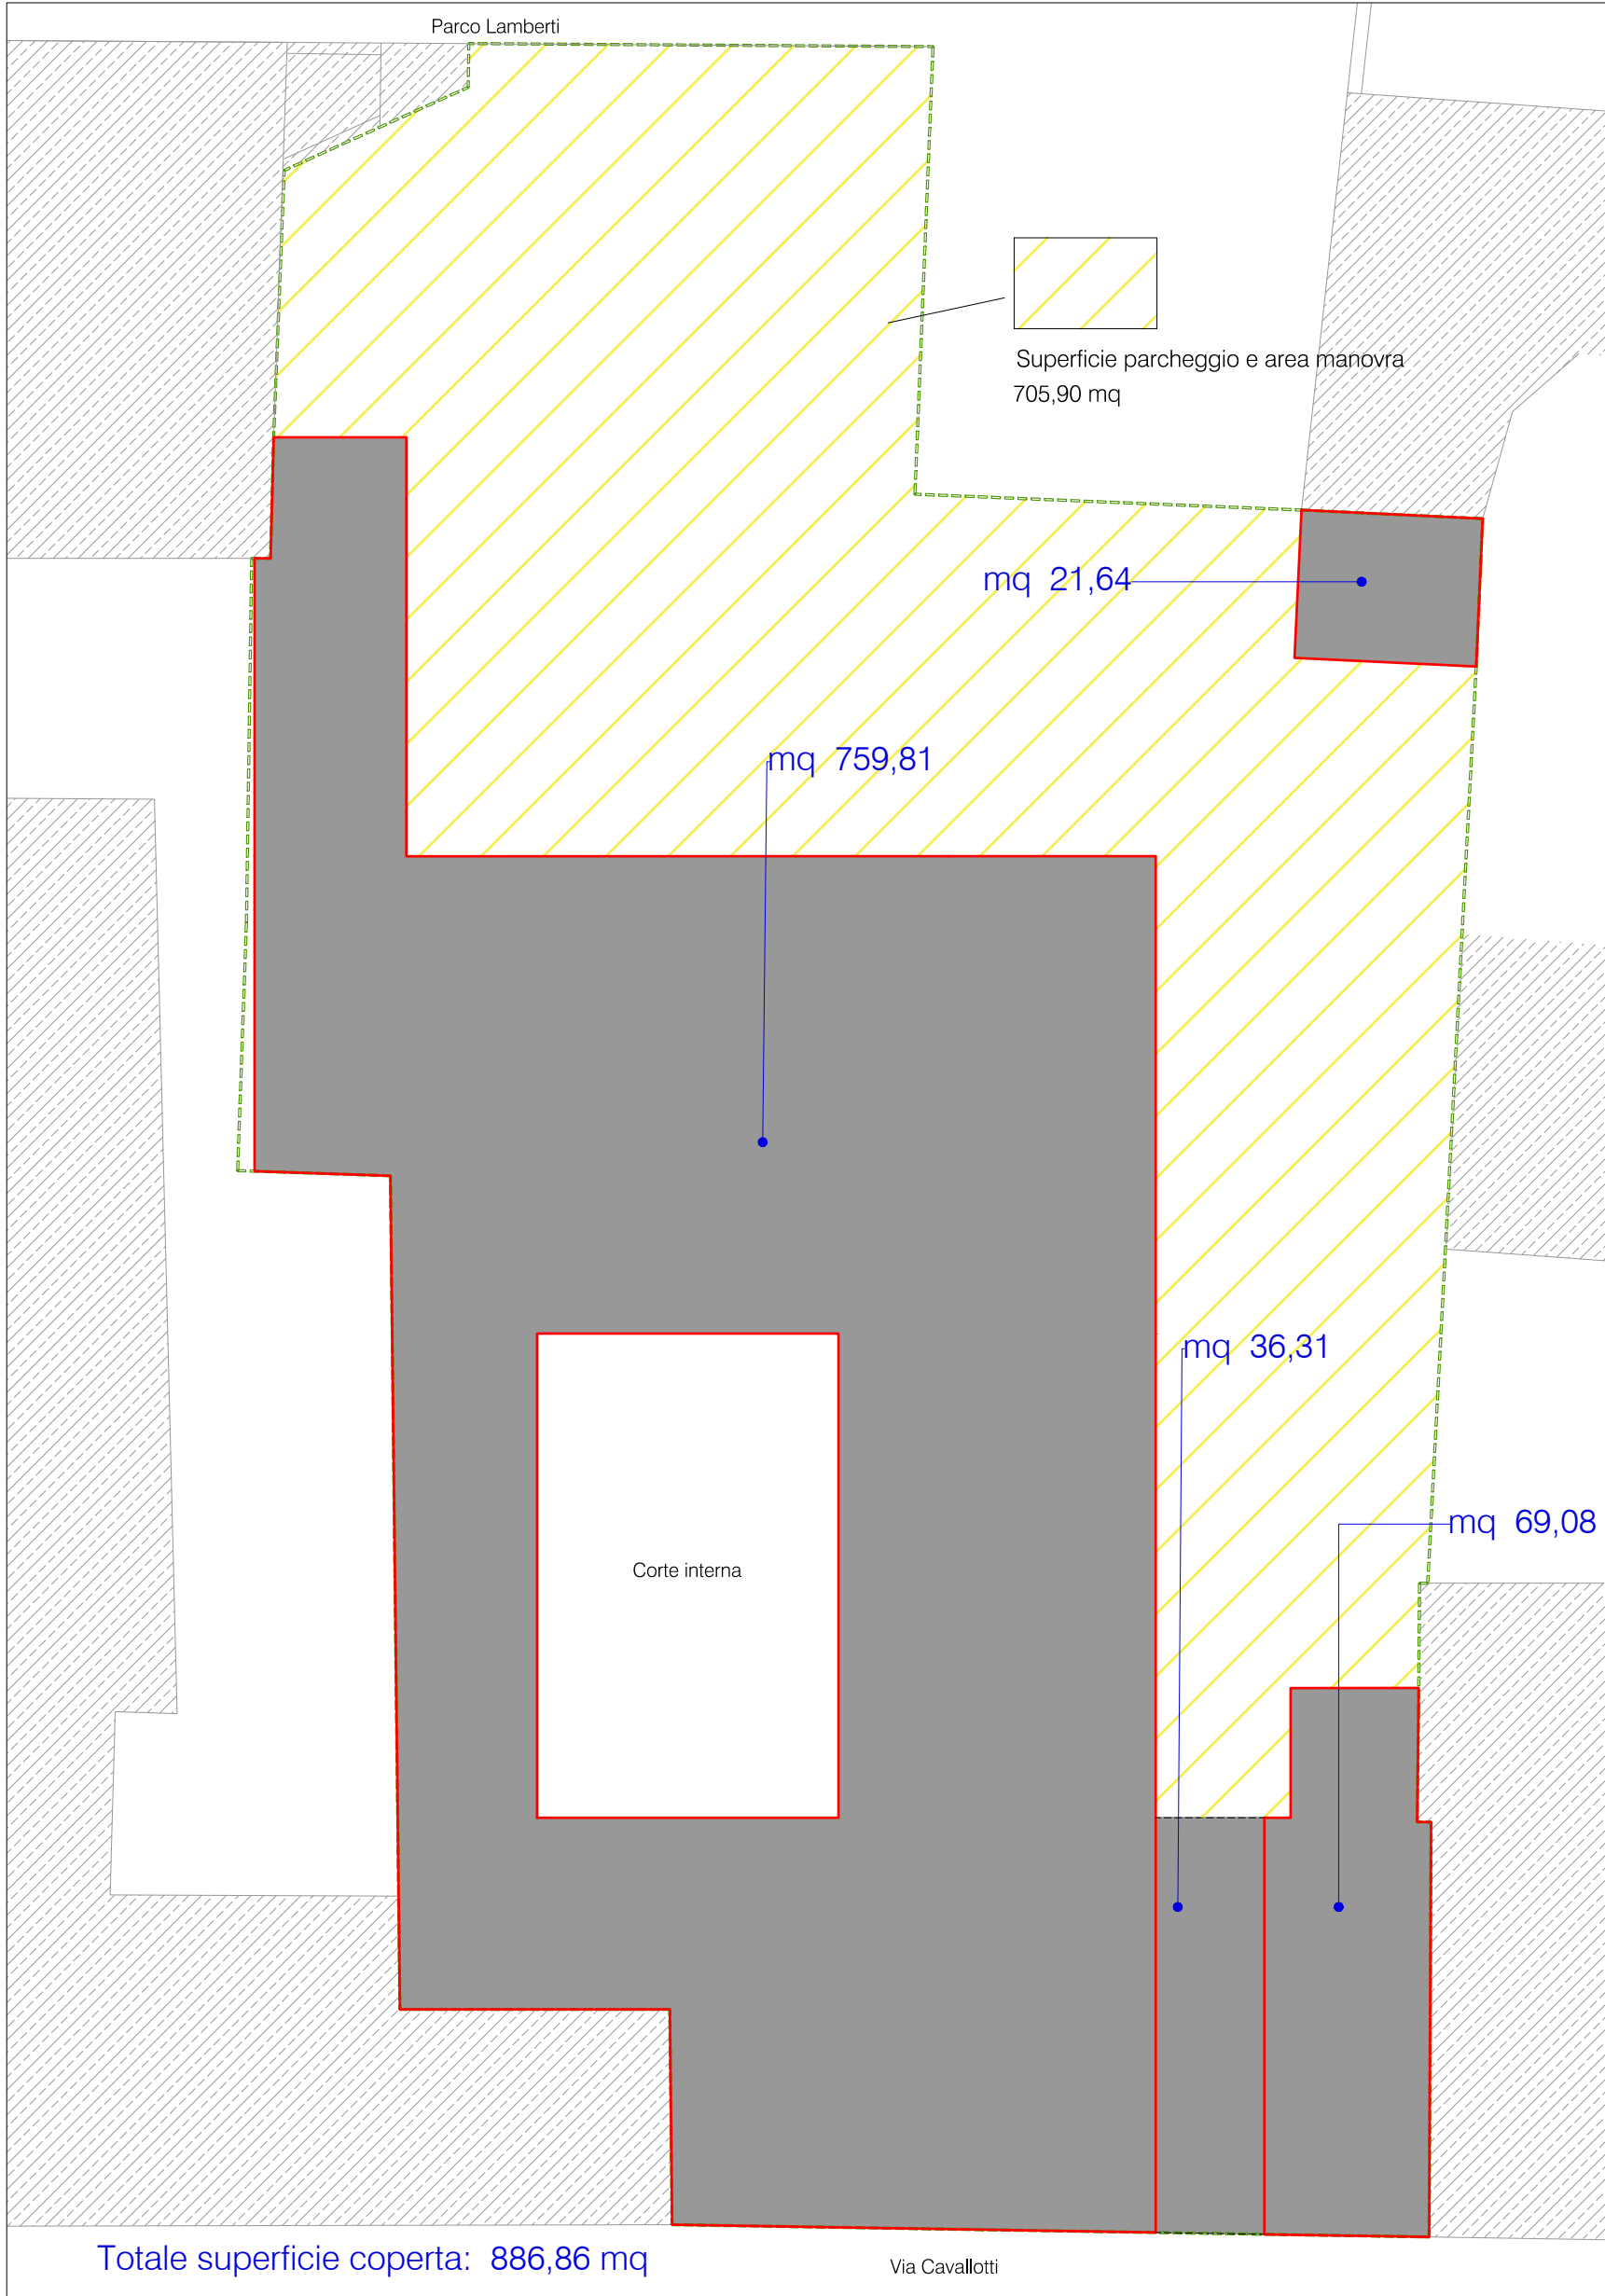 Parco Lamberti
Superficie parcheggio e area manovra
705,90 mq
mq 21,64
mq 759,81
mq 36,31
mq 69,08
Corte interna
Totale superficie coperta: 886,86 mq
Via Cavallotti